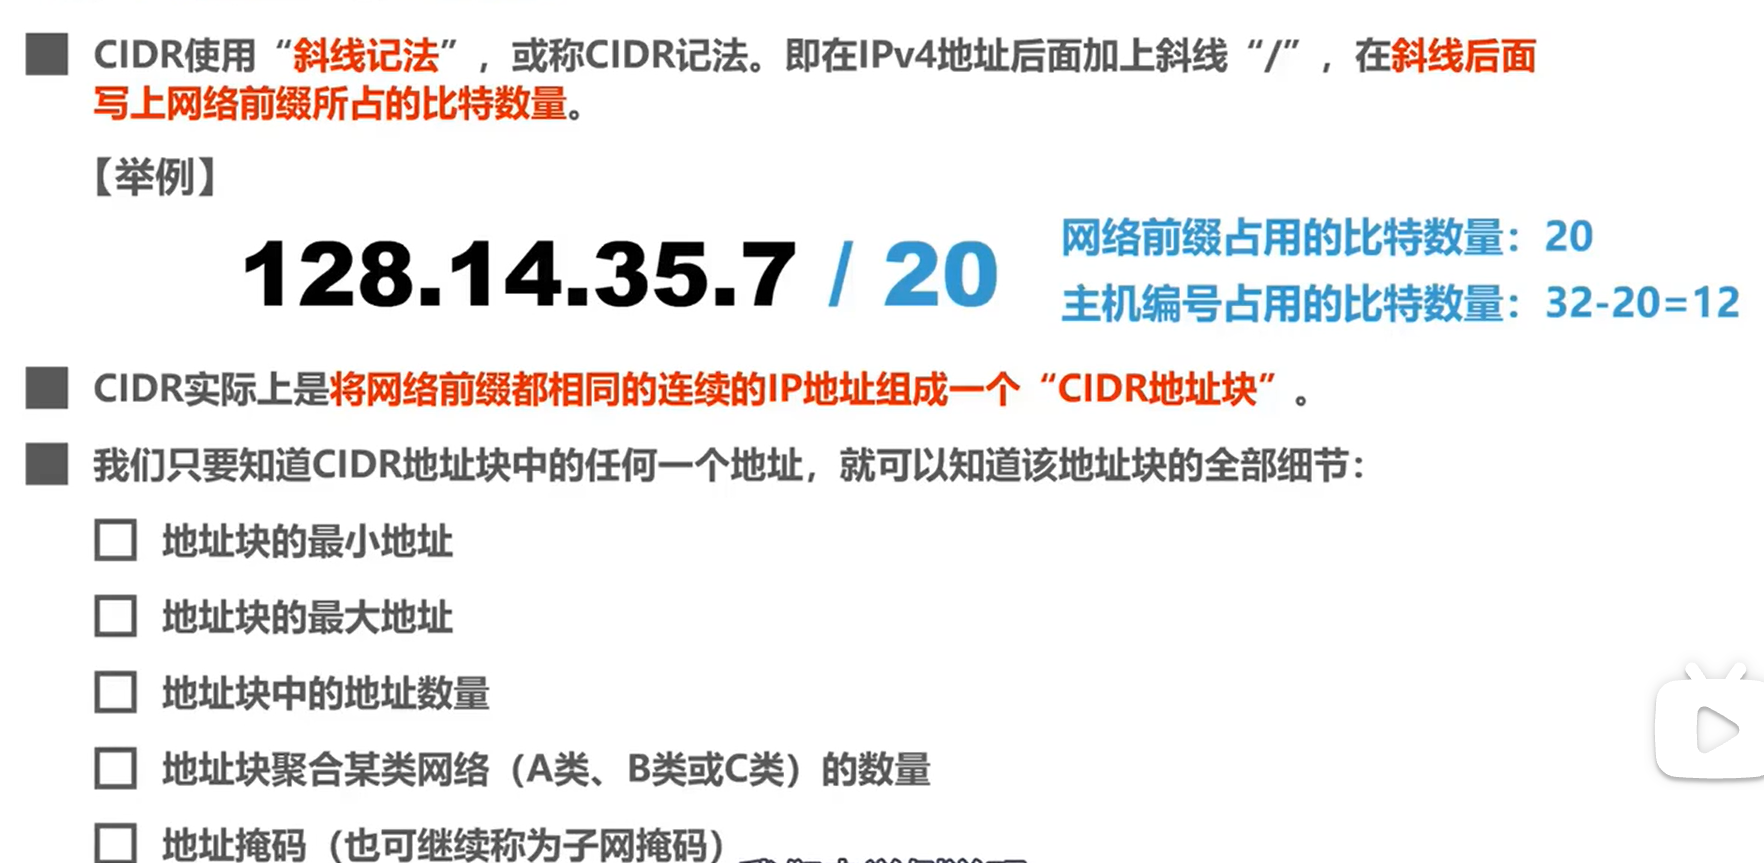 CIDR使用“斜线记法”，或称CIDR记法。即在IPv4地址后面加上斜线“/”，在斜线后面
写上网络前缀所占的比特数量。
【举例】
128.14.35.7 / 20
网络前缀占用的比特数量：20
主机编号占用的比特数量：32-20=12
CIDR实际上是将网络前缀都相同的连续的IP地址组成一个“CIDR地址块”。
我们只要知道CIDR地址块中的任何一个地址，就可以知道该地址块的全部细节：
地址块的最小地址
地址块的最大地址
地址块中的地址数量
地址块聚合某类网络（A类、B类或C类）的数量
地址掩码（也可继续称为子网掩码）